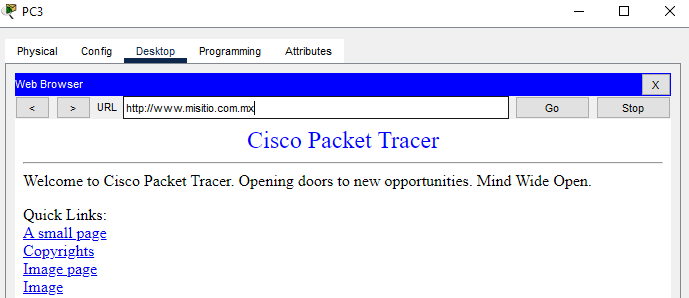 PC3
Physical Config Desktop Programming Attributes
Web Browser X
< > URL http://www.misitio.com.mx Go Stop
Cisco Packet Tracer
Welcome to Cisco Packet Tracer. Opening doors to new opportunities. Mind Wide Open.
Quick Links:
A small page
Copyrights
Image page
Image